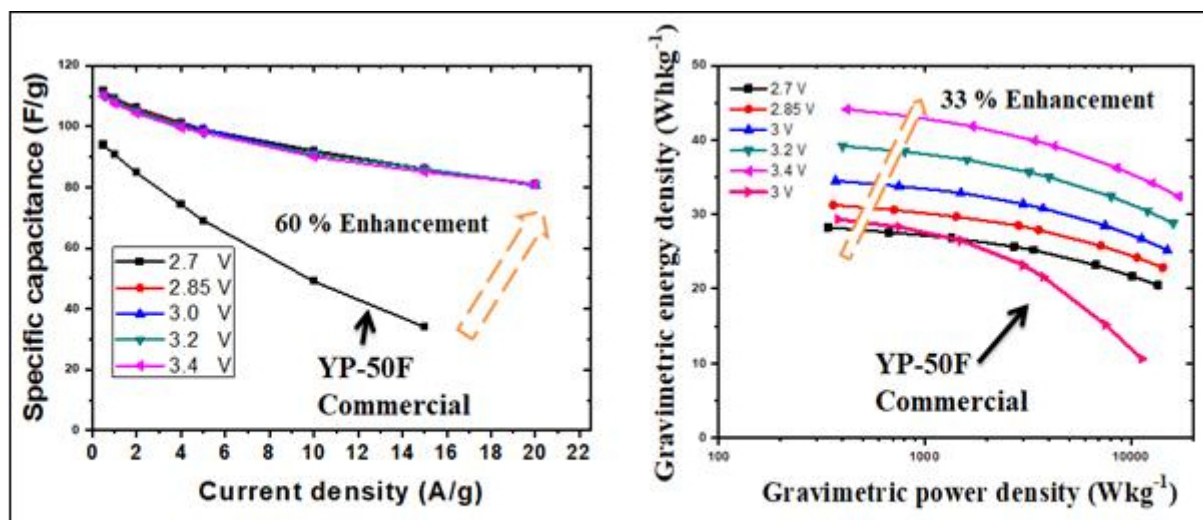 Specific capacitance (F/g)
120
100
80
60
40
20
0
60 % Enhancement
2.7 V
2.85 V
3.0 V
3.2 V
3.4 V
YP-50F
Commercial
0 2 4 6 8 10 12 14 16 18 20 22
Current density (A/g)
Gravimetric energy density (Whkg⁻¹)
60
50
40
30
20
10
0
2.7 V
2.85 V
3 V
3.2 V
3.4 V
3 V
33 % Enhancement
YP-50F
Commercial
100 1000 10000
Gravimetric power density (Wkg⁻¹)